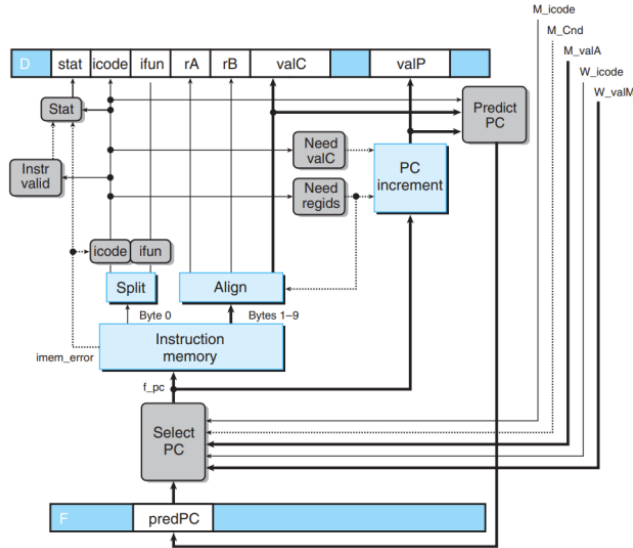 M_icode
M_Cnd
M_valA
W_icode
W_valM
D stat icode ifun rA rB valC valP
Stat
Predict
PC
Need
valC
PC
increment
Instr
valid
Need
regids
icode ifun
Split
Align
Byte 0
Bytes 1–9
Instruction
memory
imem_error
f_pc
Select
PC
F predPC